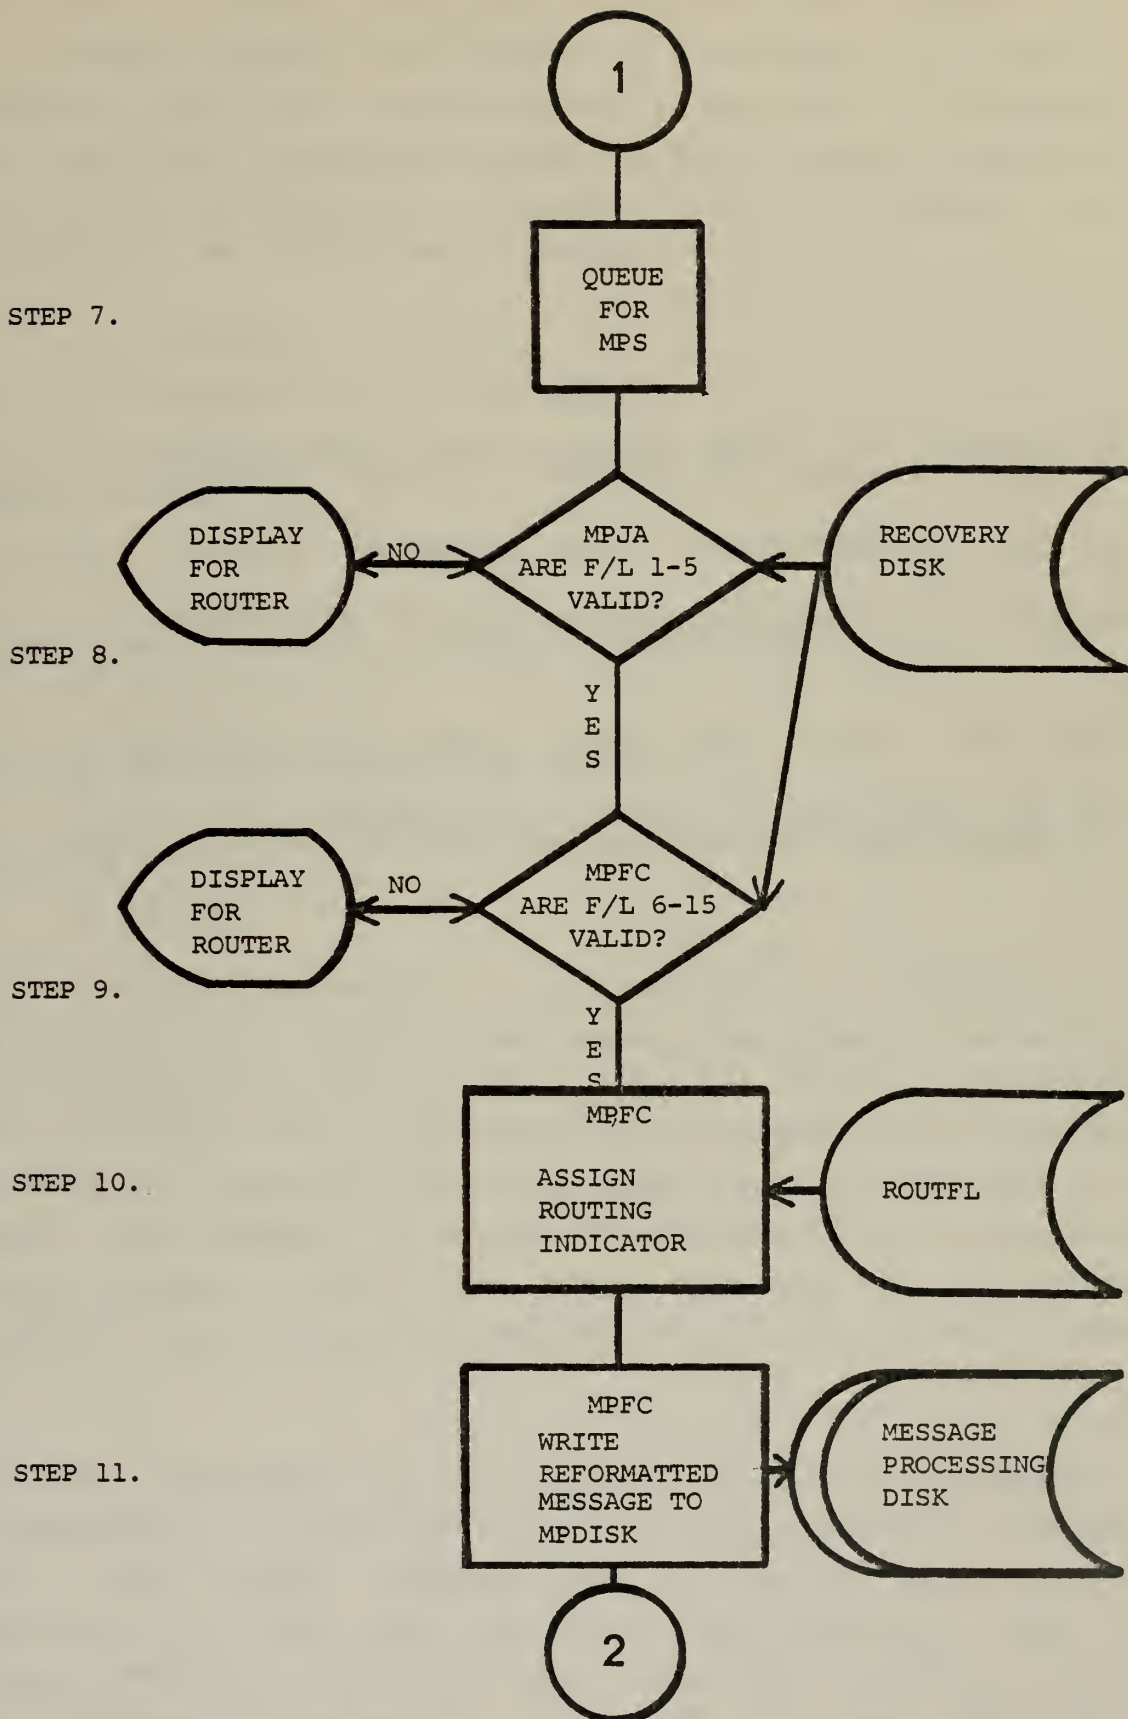 1
QUEUE
FOR
MPS
STEP 7.
DISPLAY
FOR
ROUTER
NO
MPJA
ARE F/L 1-5
VALID?
RECOVERY
DISK
STEP 8.
Y
E
S
DISPLAY
FOR
ROUTER
NO
MPFC
ARE F/L 6-15
VALID?
STEP 9.
Y
E
S
MPFC
ASSIGN
ROUTING
INDICATOR
STEP 10.
ROUTFL
MPFC
WRITE
REFORMATTED
MESSAGE TO
MPDISK
STEP 11.
MESSAGE
PROCESSING
DISK
2